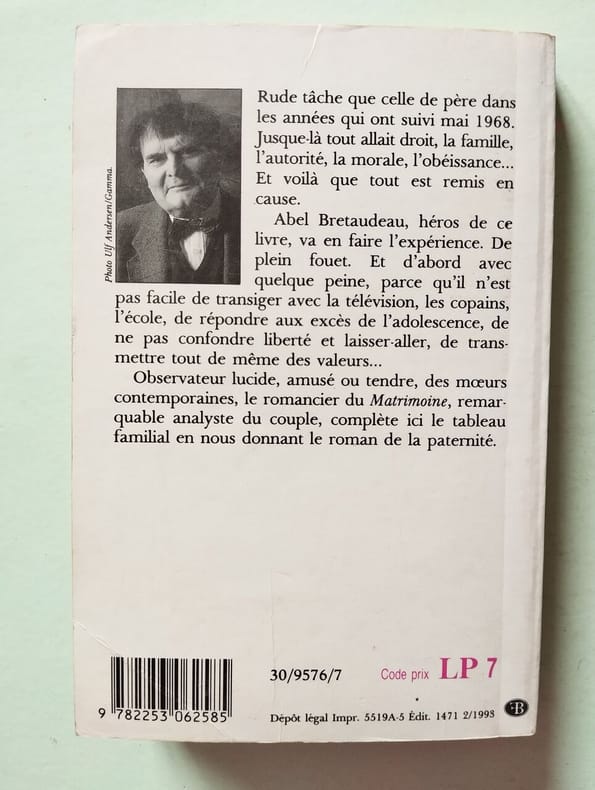 Photo Ulf Andersen/Gamma.
Rude tâche que celle de père dans
les années qui ont suivi mai 1968.
Jusque-là tout allait droit, la famille,
l'autorité, la morale, l'obéissance...
Et voilà que tout est remis en
cause.
Abel Bretaudeau, héros de ce
livre, va en faire l'expérience. De
plein fouet. Et d'abord avec
quelque peine, parce qu'il n'est
pas facile de transiger avec la télévision, les copains,
l'école, de répondre aux excès de l'adolescence, de
ne pas confondre liberté et laisser-aller, de trans-
mettre tout de même des valeurs...
Observateur lucide, amusé ou tendre, des mœurs
contemporaines, le romancier du Matrimoine, remar-
quable analyste du couple, complète ici le tableau
familial en nous donnant le roman de la paternité.
9 782253 062585
30/9576/7
Code prix LP 7
Dépôt légal Impr. 5519A-5 Édit. 1471 2/1998
B